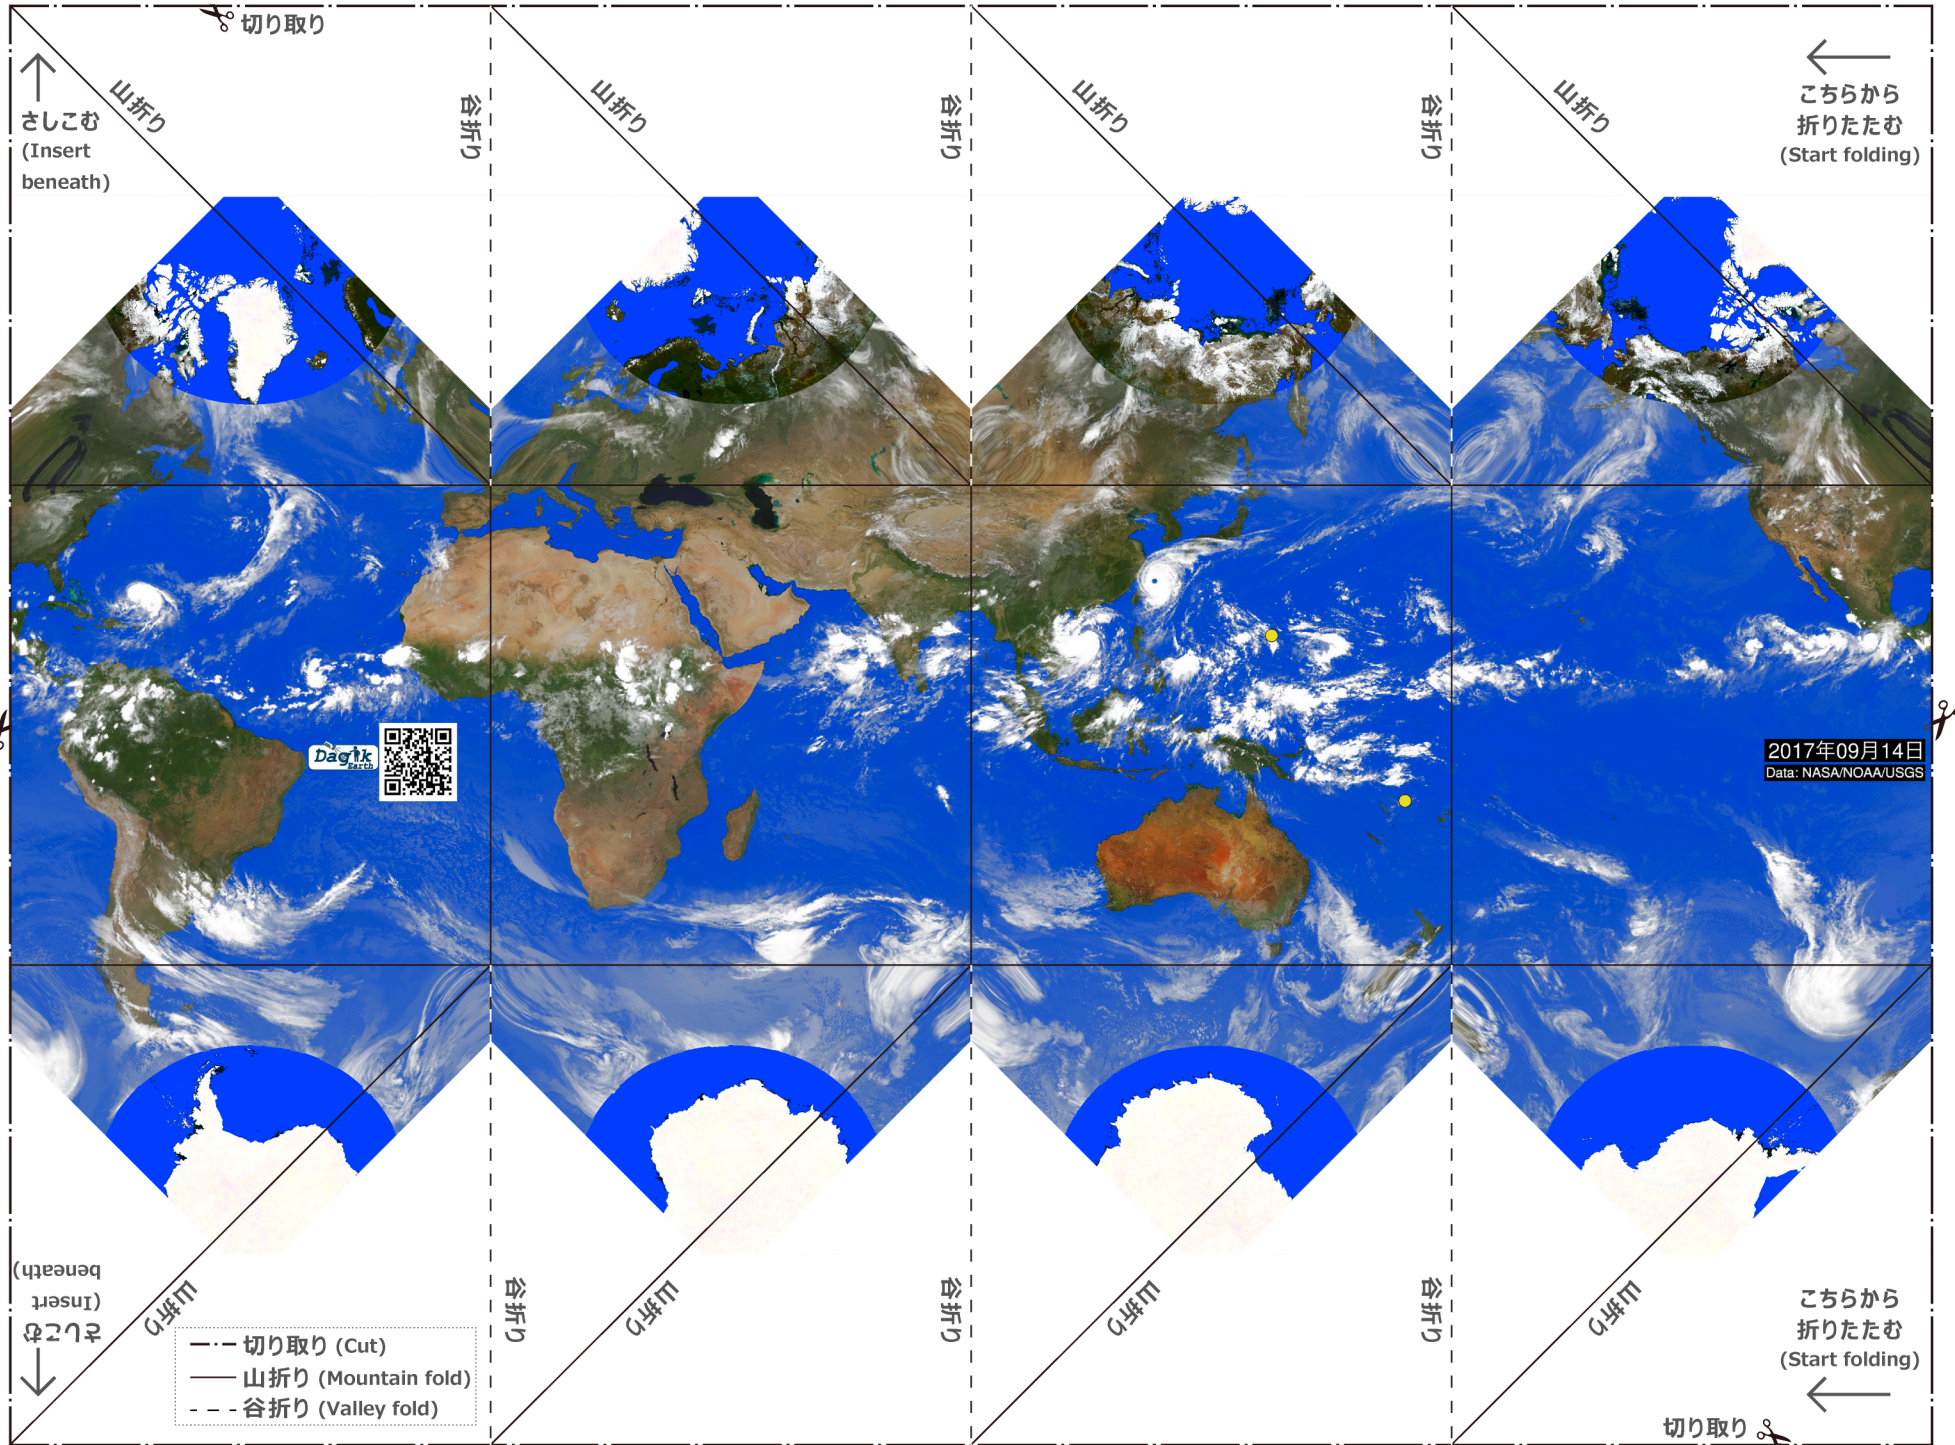 切り取り
さしこむ
(Insert
beneath)
山折り
谷折り
山折り
谷折り
山折り
谷折り
山折り
こちらから
折りたたむ
(Start folding)
Dagik
Earth
2017年09月14日
Data: NASA/NOAA/USGS
さしこむ
(Insert
beneath)
山折り
谷折り
山折り
谷折り
山折り
谷折り
山折り
こちらから
折りたたむ
(Start folding)
切り取り (Cut)
山折り (Mountain fold)
谷折り (Valley fold)
切り取り